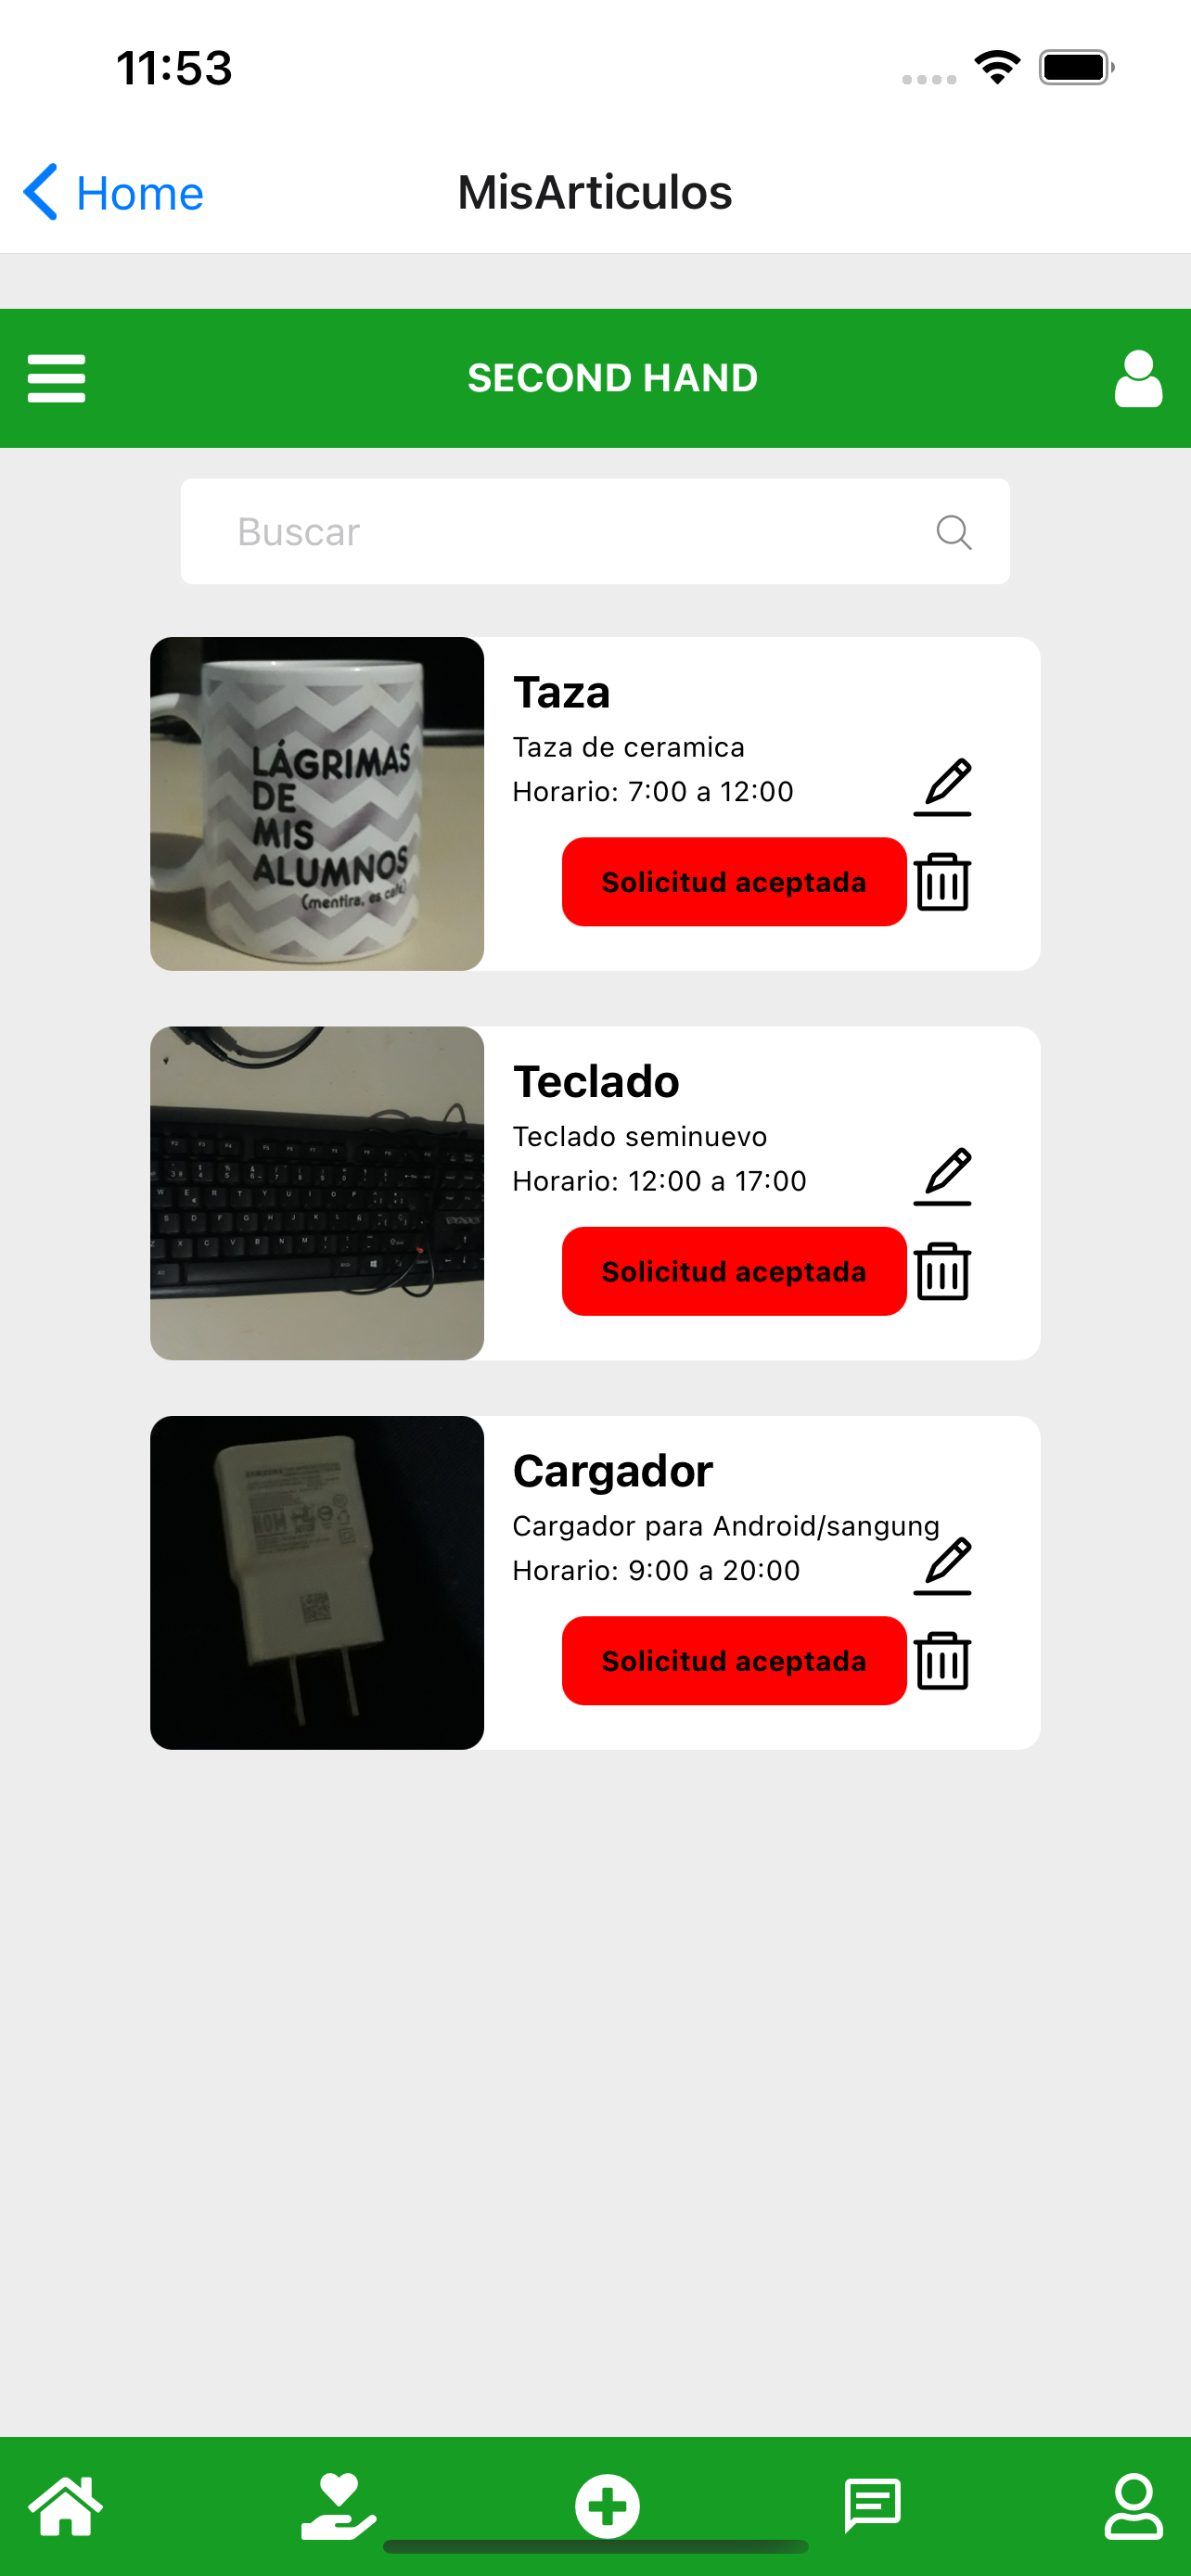 11:53
Home
MisArticulos
SECOND HAND
Buscar
Taza
Taza de ceramica
Horario: 7:00 a 12:00
Solicitud aceptada
LÁGRIMAS
DE
MIS
ALUMNOS
(mentira, es café)
Teclado
Teclado seminuevo
Horario: 12:00 a 17:00
Solicitud aceptada
Cargador
Cargador para Android/sangung
Horario: 9:00 a 20:00
Solicitud aceptada